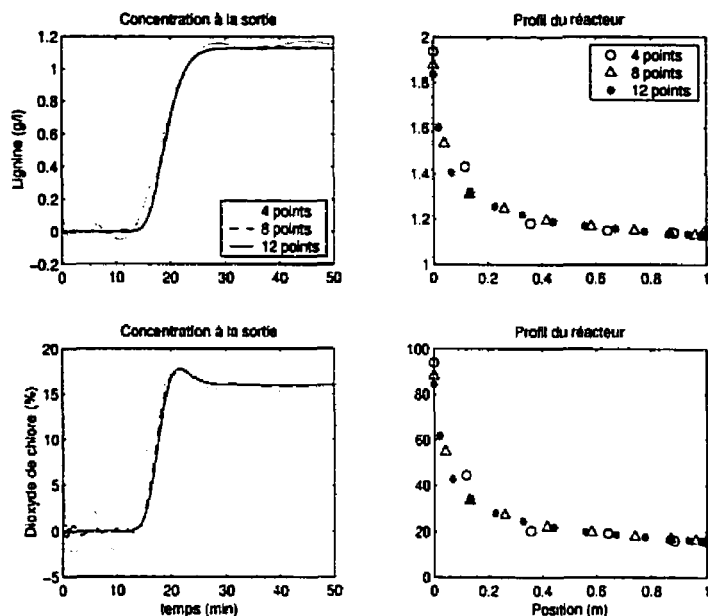 Concentration à la sortie
Lignine (g/l)
1.2
1
0.8
0.6
0.4
0.2
0
-0.2
0 10 20 30 40 50
4 points
8 points
12 points
Profil du réacteur
2
1.8
1.6
1.4
1.2
1
0 0.2 0.4 0.6 0.8 1
4 points
8 points
12 points
Concentration à la sortie
Dioxyde de chlore (%)
20
15
10
5
0
-5
0 10 20 30 40 50
temps (min)
Profil du réacteur
100
80
60
40
20
0
0 0.2 0.4 0.6 0.8 1
Position (m)